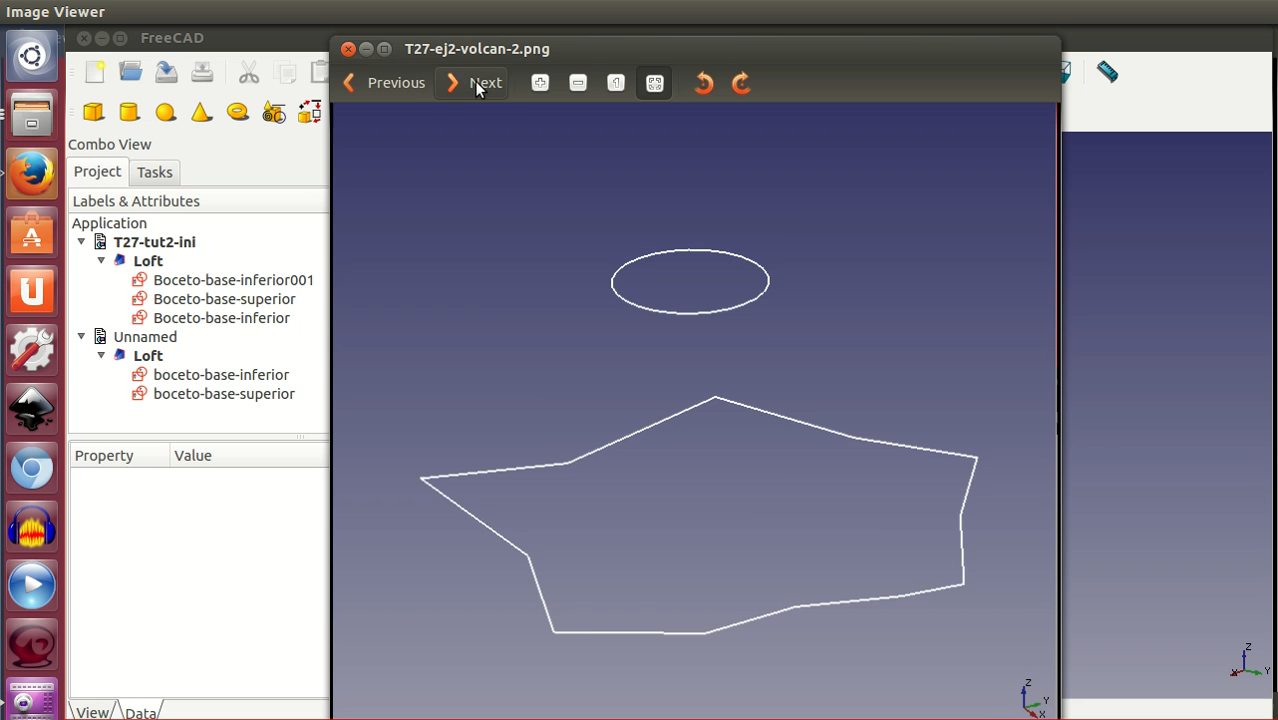 Image Viewer
FreeCAD
T27-ej2-volcan-2.png
Previous
Next
Combo View
Project
Tasks
Labels & Attributes
Application
T27-tut2-ini
Loft
Boceto-base-inferior001
Boceto-base-superior
Boceto-base-inferior
Unnamed
Loft
boceto-base-inferior
boceto-base-superior
Property
Value
View
Data
Z
Y
X
Z
Y
X